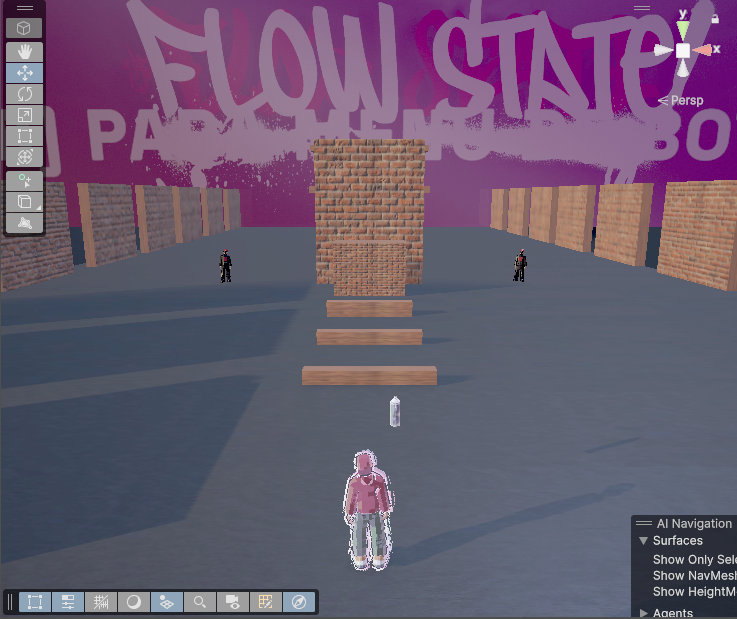 FLOW STATE
y
x
< Persp
AI Navigation
Surfaces
Show Only Sele
Show NavMesh
Show HeightM
Agents